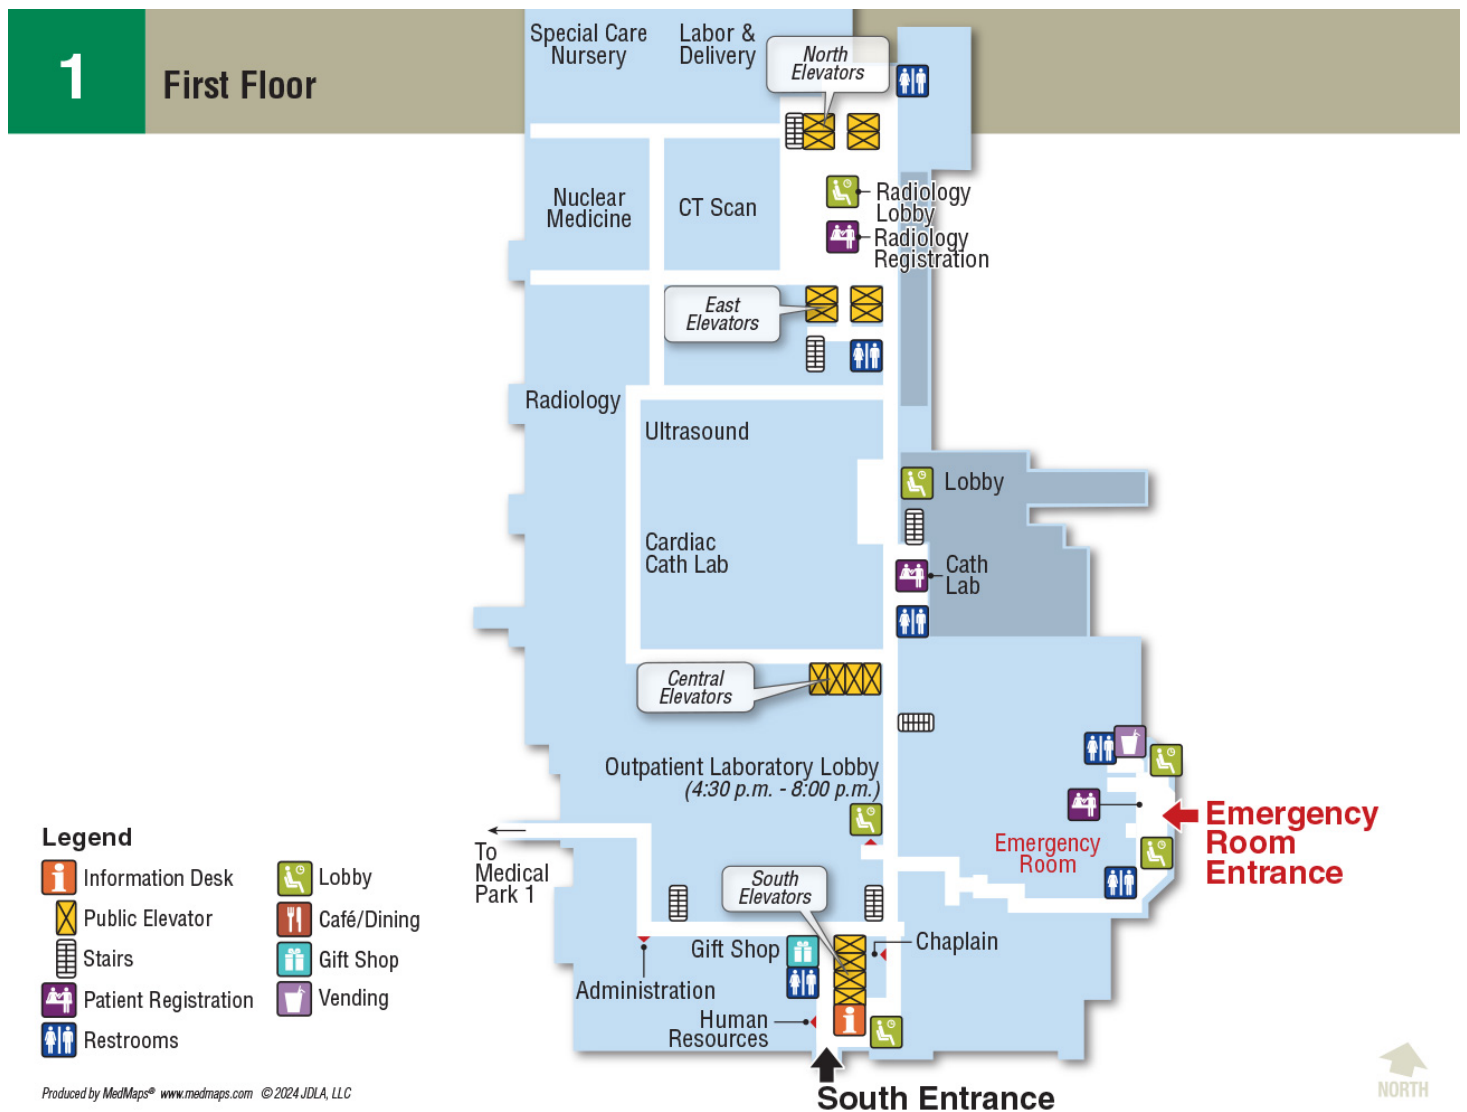 1
First Floor
Special Care
Nursery
Labor &
Delivery
North
Elevators
Nuclear
Medicine
CT Scan
Radiology
Lobby
Radiology
Registration
East
Elevators
Radiology
Ultrasound
Lobby
Cardiac
Cath Lab
Cath
Lab
Central
Elevators
Outpatient Laboratory Lobby
(4:30 p.m. - 8:00 p.m.)
Emergency
Room
Emergency
Room
Entrance
To
Medical
Park 1
South
Elevators
Gift Shop
Chaplain
Administration
Human
Resources
South Entrance
Legend
Information Desk
Public Elevator
Stairs
Patient Registration
Restrooms
Lobby
Café/Dining
Gift Shop
Vending
Produced by MedMaps® www.medmaps.com © 2024 JDLA, LLC
NORTH